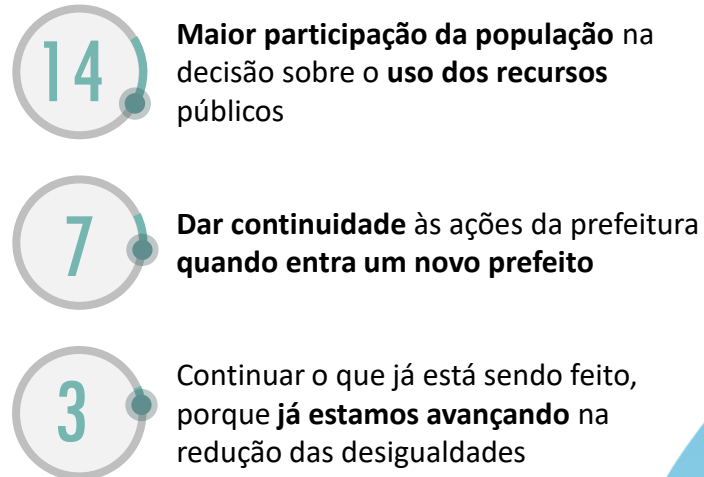 14
Maior participação da população na
decisão sobre o uso dos recursos
públicos
7
Dar continuidade às ações da prefeitura
quando entra um novo prefeito
3
Continuar o que já está sendo feito,
porque já estamos avançando na
redução das desigualdades